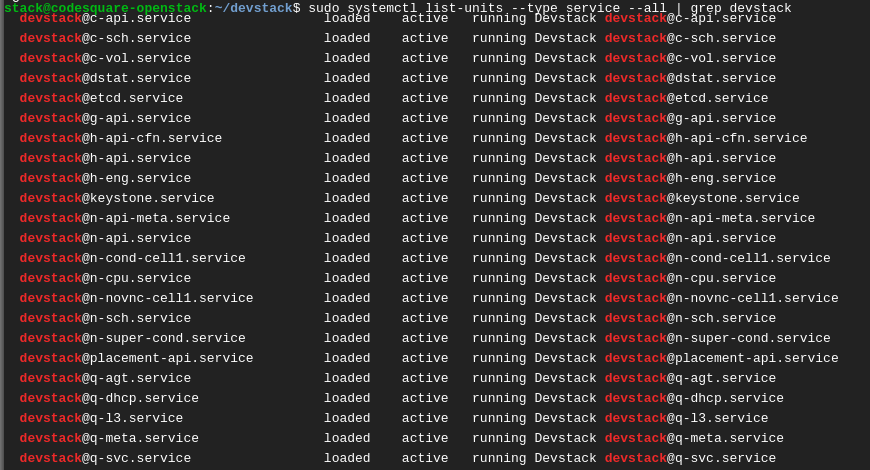 stack@codesquare-openstack:~/devstack$ sudo systemctl list-units --type service --all | grep devstack
devstack@c-api.service loaded active running Devstack devstack@c-api.service
devstack@c-sch.service loaded active running Devstack devstack@c-sch.service
devstack@c-vol.service loaded active running Devstack devstack@c-vol.service
devstack@dstat.service loaded active running Devstack devstack@dstat.service
devstack@etcd.service loaded active running Devstack devstack@etcd.service
devstack@g-api.service loaded active running Devstack devstack@g-api.service
devstack@h-api-cfn.service loaded active running Devstack devstack@h-api-cfn.service
devstack@h-api.service loaded active running Devstack devstack@h-api.service
devstack@h-eng.service loaded active running Devstack devstack@h-eng.service
devstack@keystone.service loaded active running Devstack devstack@keystone.service
devstack@n-api-meta.service loaded active running Devstack devstack@n-api-meta.service
devstack@n-api.service loaded active running Devstack devstack@n-api.service
devstack@n-cond-cell1.service loaded active running Devstack devstack@n-cond-cell1.service
devstack@n-cpu.service loaded active running Devstack devstack@n-cpu.service
devstack@n-novnc-cell1.service loaded active running Devstack devstack@n-novnc-cell1.service
devstack@n-sch.service loaded active running Devstack devstack@n-sch.service
devstack@n-super-cond.service loaded active running Devstack devstack@n-super-cond.service
devstack@placement-api.service loaded active running Devstack devstack@placement-api.service
devstack@q-agt.service loaded active running Devstack devstack@q-agt.service
devstack@q-dhcp.service loaded active running Devstack devstack@q-dhcp.service
devstack@q-l3.service loaded active running Devstack devstack@q-l3.service
devstack@q-meta.service loaded active running Devstack devstack@q-meta.service
devstack@q-svc.service loaded active running Devstack devstack@q-svc.service